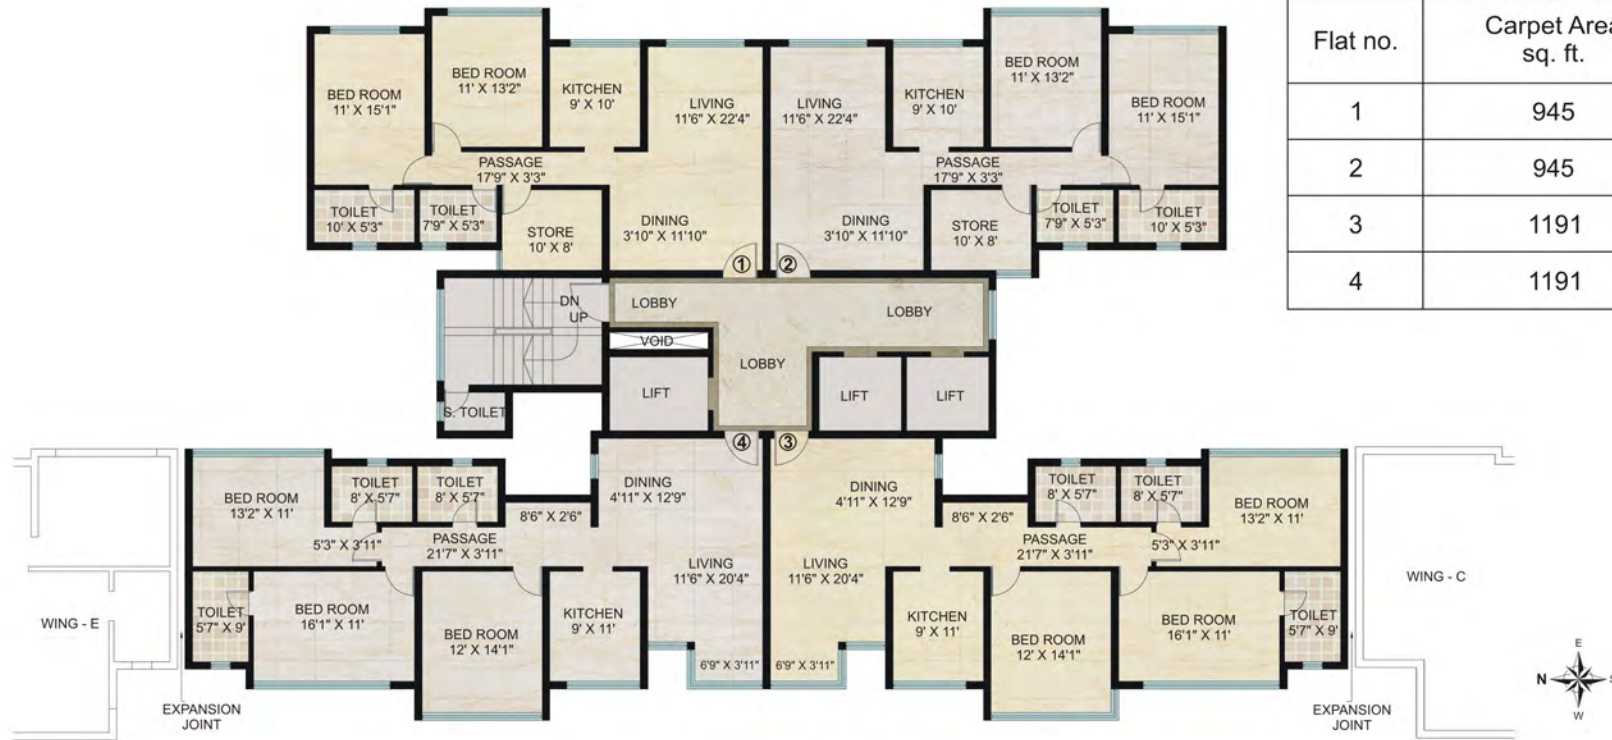 Flat no.
Carpet Area
sq. ft.
1
945
2
945
3
1191
4
1191
BED ROOM
11' X 15'1"
BED ROOM
11' X 13'2"
KITCHEN
9' X 10'
LIVING
11'6" X 22'4"
LIVING
11'6" X 22'4"
KITCHEN
9' X 10'
BED ROOM
11' X 13'2"
BED ROOM
11' X 15'1"
PASSAGE
17'9" X 3'3"
PASSAGE
17'9" X 3'3"
TOILET
10' X 5'3"
TOILET
7'9" X 5'3"
STORE
10' X 8'
DINING
3'10" X 11'10"
DINING
3'10" X 11'10"
STORE
10' X 8'
TOILET
7'9" X 5'3"
TOILET
10' X 5'3"
1
2
DN
UP
LOBBY
LOBBY
VOID
LOBBY
LIFT
LIFT
LIFT
S. TOILET
4
3
BED ROOM
13'2" X 11'
TOILET
8' X 5'7"
TOILET
8' X 5'7"
DINING
4'11" X 12'9"
DINING
4'11" X 12'9"
TOILET
8' X 5'7"
TOILET
8' X 5'7"
BED ROOM
13'2" X 11'
8'6" X 2'6"
8'6" X 2'6"
5'3" X 3'11"
PASSAGE
21'7" X 3'11"
PASSAGE
21'7" X 3'11"
5'3" X 3'11"
LIVING
11'6" X 20'4"
LIVING
11'6" X 20'4"
WING - E
TOILET
5'7" X 9'
BED ROOM
16'1" X 11'
BED ROOM
12' X 14'1"
KITCHEN
9' X 11'
KITCHEN
9' X 11'
BED ROOM
12' X 14'1"
BED ROOM
16'1" X 11'
TOILET
5'7" X 9'
WING - C
6'9" X 3'11"
6'9" X 3'11"
EXPANSION
JOINT
EXPANSION
JOINT
E
N
S
W